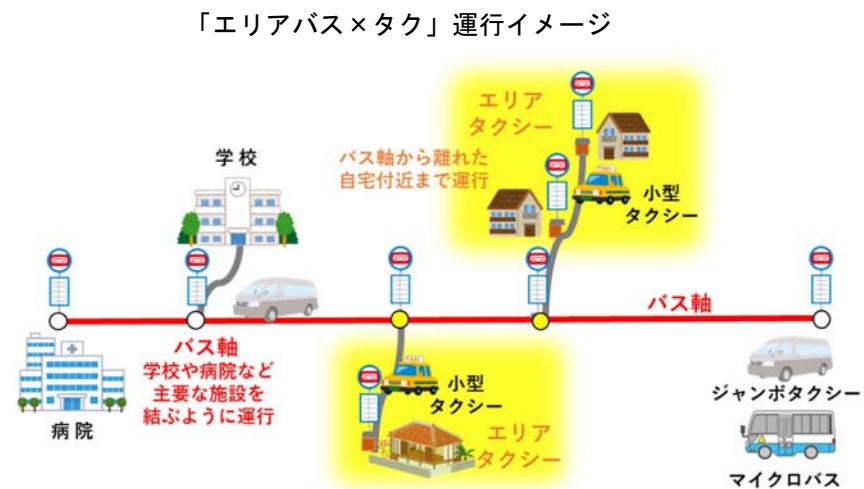 「エリアバス×タク」運行イメージ
エリア
タクシー
学校
バス軸から離れた
自宅付近まで運行
小型
タクシー
バス軸
バス軸
学校や病院など
主要な施設を
結ぶように運行
小型
タクシー
エリア
タクシー
病院
ジャンボタクシー
マイクロバス